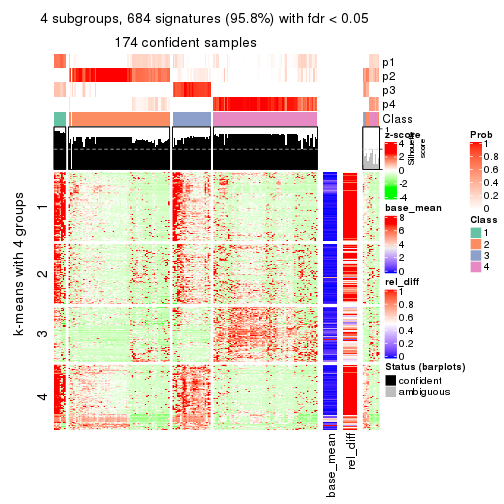 4 subgroups, 684 signatures (95.8%) with fdr < 0.05
174 confident samples
p1
p2
p3
p4
Class
1
Silhouette
score
k-means with 4 groups
1
2
3
4
base_mean
rel_diff
z-score
4
2
0
-2
-4
base_mean
8
6
4
2
0
rel_diff
1
0.8
0.6
0.4
0.2
0
Status (barplots)
confident
ambiguous
Prob
1
0.8
0.6
0.4
0.2
0
Class
1
2
3
4